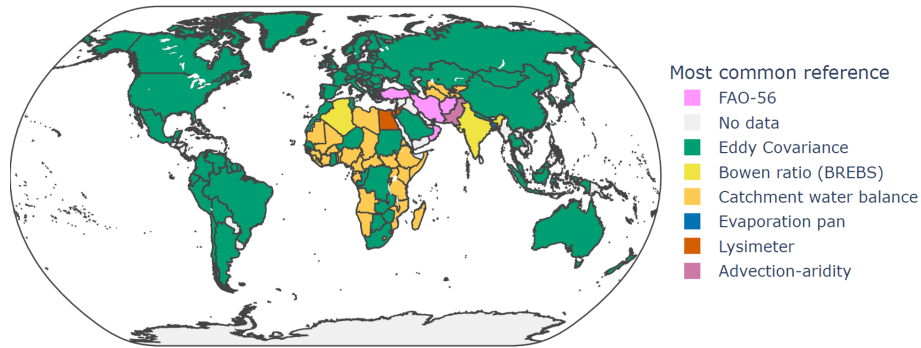 Most common reference
FAO-56
No data
Eddy Covariance
Bowen ratio (BREBS)
Catchment water balance
Evaporation pan
Lysimeter
Advection-aridity